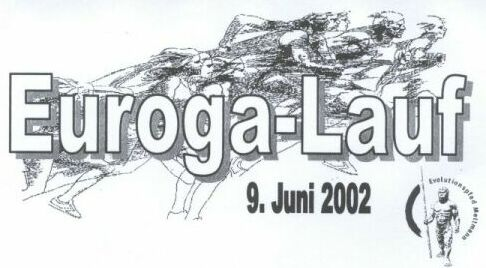 Euroga-Lauf
9. Juni 2002
Evolutionspfad Mettmann